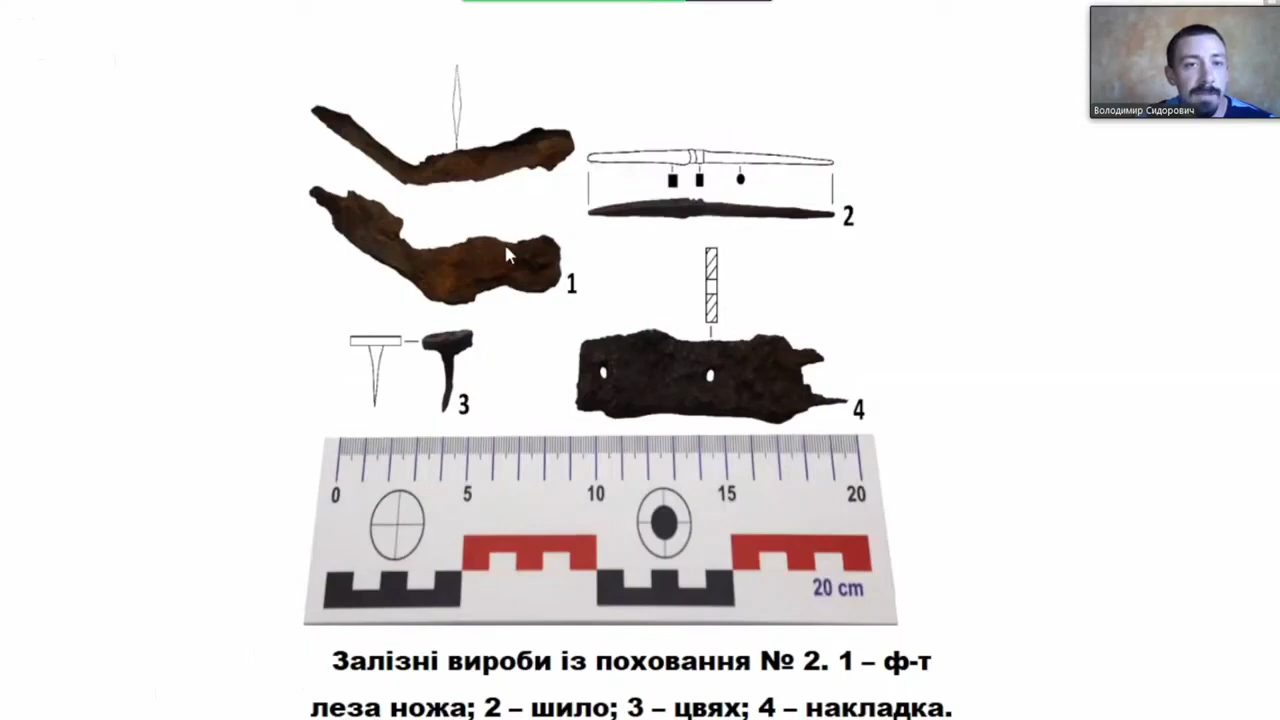 Володимир Сидорович
2
1
3
4
0 5 10 15 20
20 cm
Залізні вироби із поховання № 2. 1 – ф-т
леза ножа; 2 – шило; 3 – цвях; 4 – накладка.